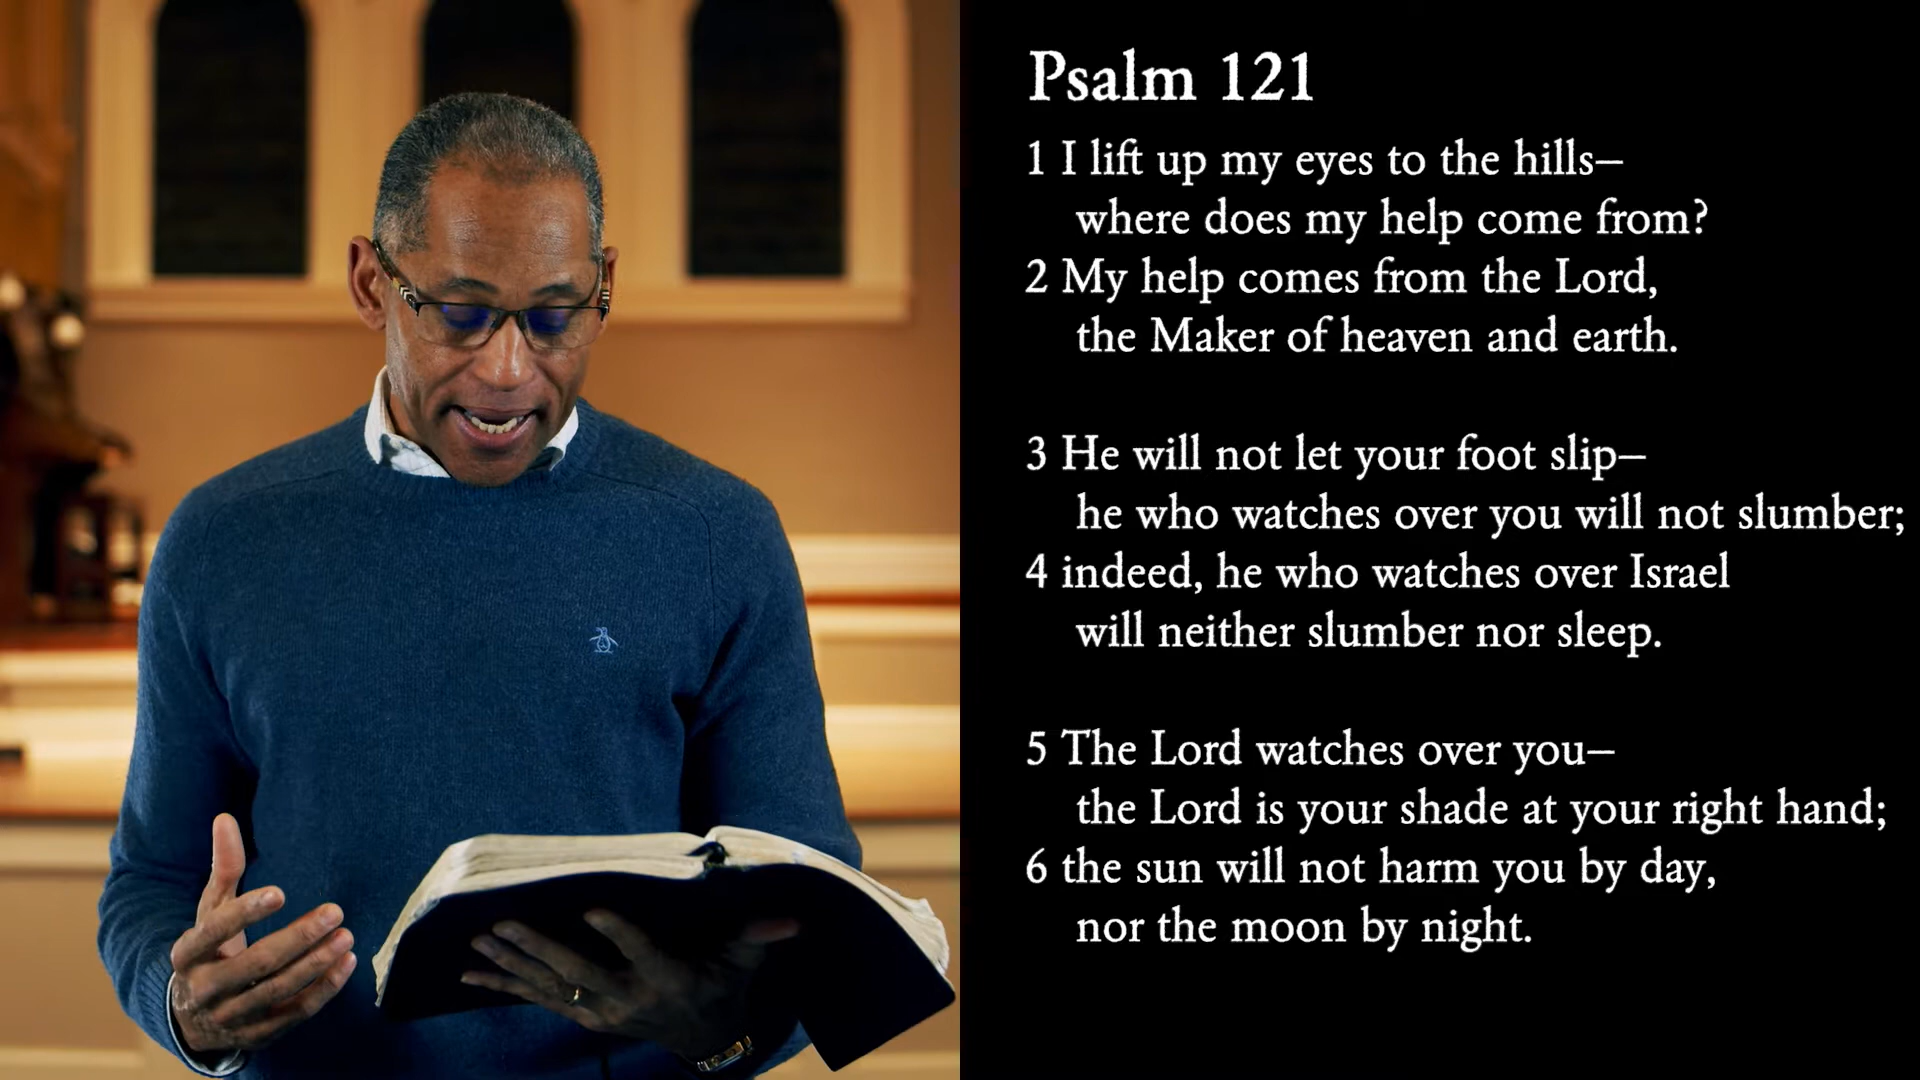 Psalm 121
1 I lift up my eyes to the hills—
where does my help come from?
2 My help comes from the Lord,
the Maker of heaven and earth.
3 He will not let your foot slip—
he who watches over you will not slumber;
4 indeed, he who watches over Israel
will neither slumber nor sleep.
5 The Lord watches over you—
the Lord is your shade at your right hand;
6 the sun will not harm you by day,
nor the moon by night.